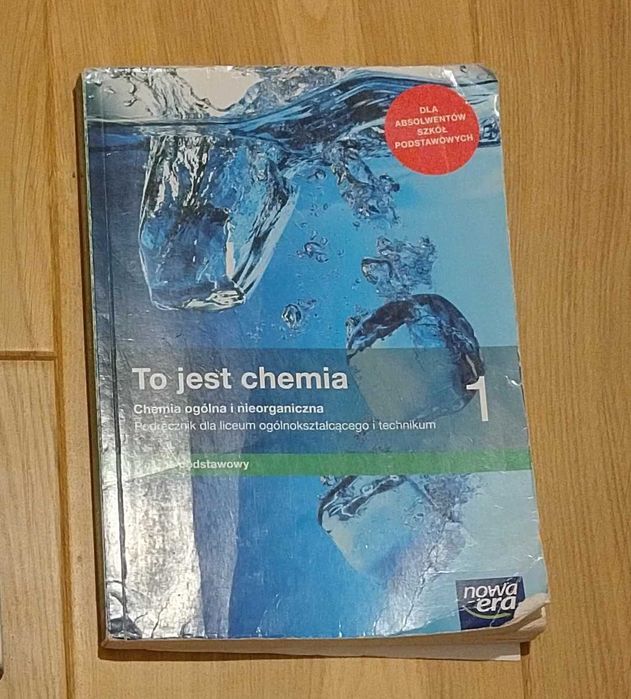 DLA
ABSOLWENTÓW
SZKÓŁ
PODSTAWOWYCH
To jest chemia
1
Chemia ogólna i nieorganiczna
Podręcznik dla liceum ogólnokształcącego i technikum
podstawowy
nowa
era